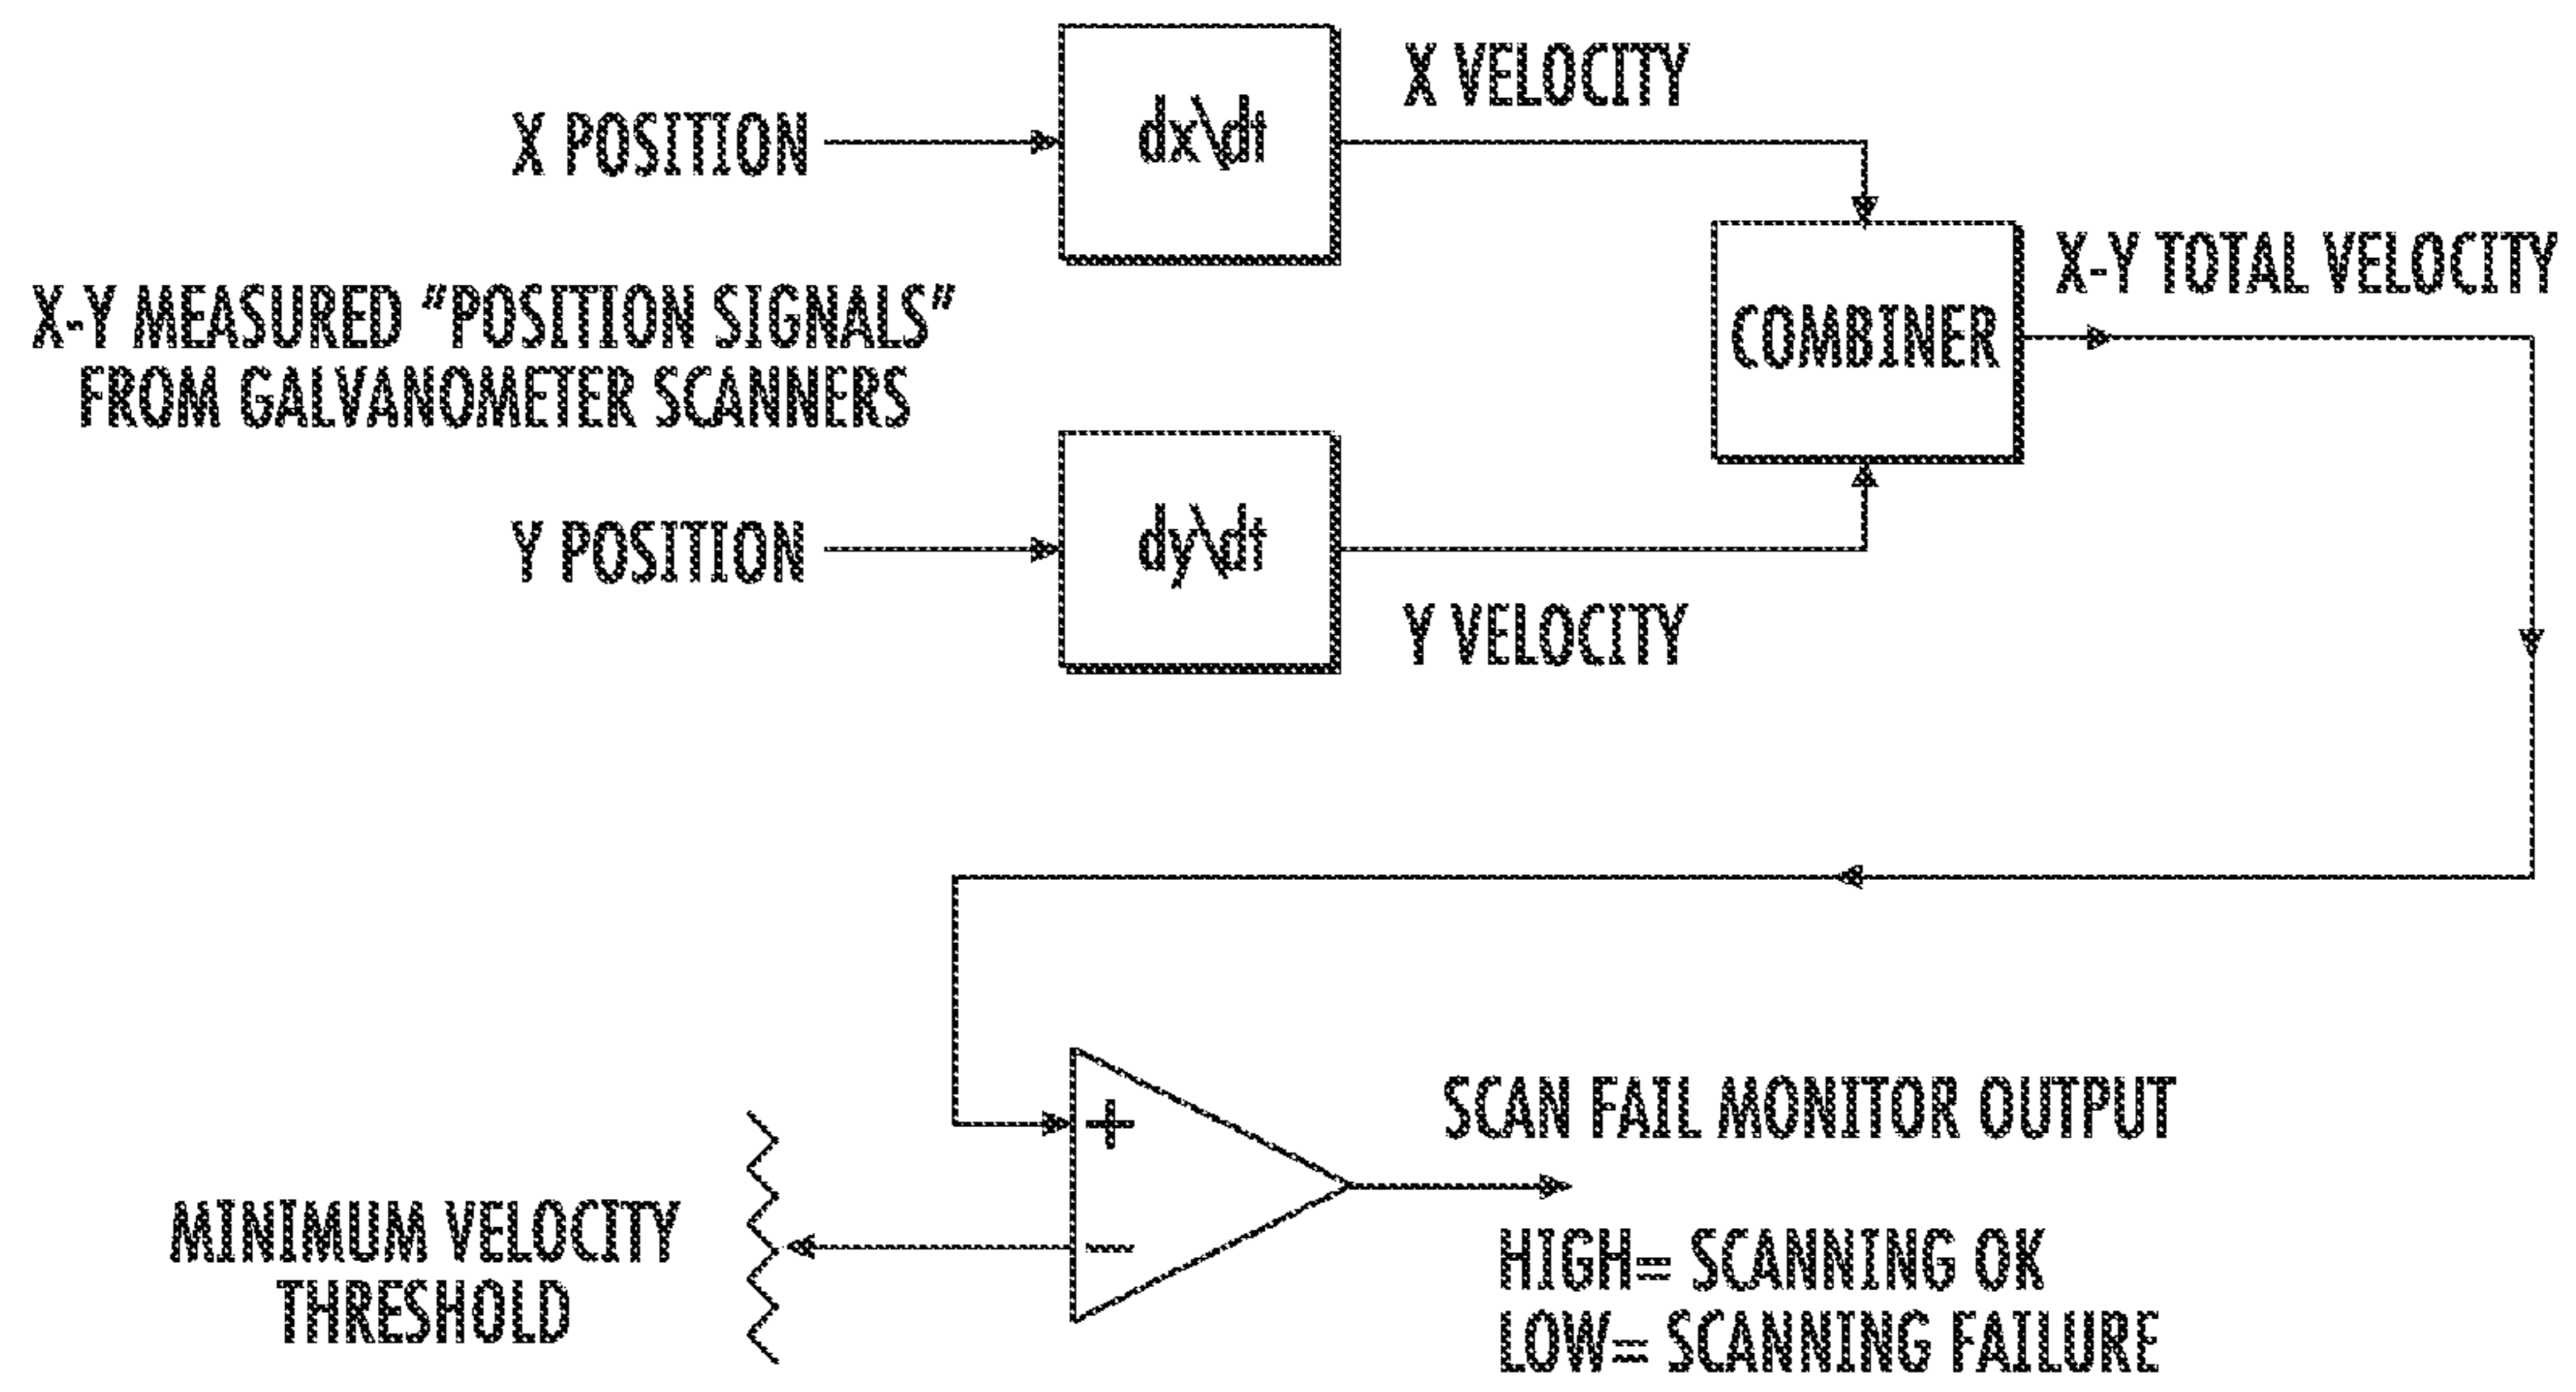 X VELOCITY
dx\dt
X POSITION
X-Y TOTAL VELOCITY
X-Y MEASURED "POSITION SIGNALS"
FROM GALVANOMETER SCANNERS
COMBINER
Y POSITION
dy\dt
Y VELOCITY
+
SCAN FAIL MONITOR OUTPUT
MINIMUM VELOCITY
THRESHOLD
−
HIGH= SCANNING OK
LOW= SCANNING FAILURE